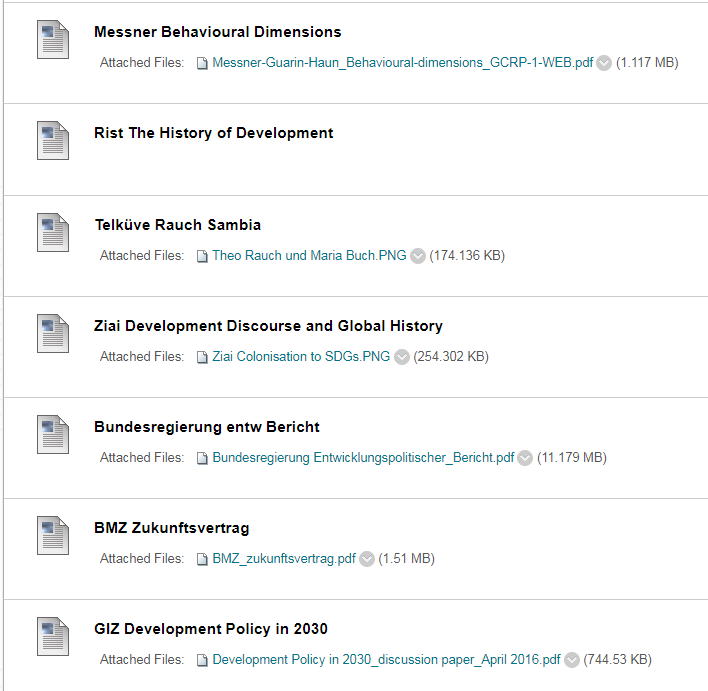 Messner Behavioural Dimensions
Attached Files: Messner-Guarin-Haun_Behavioural-dimensions_GCRP-1-WEB.pdf (1.117 MB)
Rist The History of Development
Telküve Rauch Sambia
Attached Files: Theo Rauch und Maria Buch.PNG (174.136 KB)
Ziai Development Discourse and Global History
Attached Files: Ziai Colonisation to SDGs.PNG (254.302 KB)
Bundesregierung entw Bericht
Attached Files: Bundesregierung Entwicklungspolitischer_Bericht.pdf (11.179 MB)
BMZ Zukunftsvertrag
Attached Files: BMZ_zukunftsvertrag.pdf (1.51 MB)
GIZ Development Policy in 2030
Attached Files: Development Policy in 2030_discussion paper_April 2016.pdf (744.53 KB)